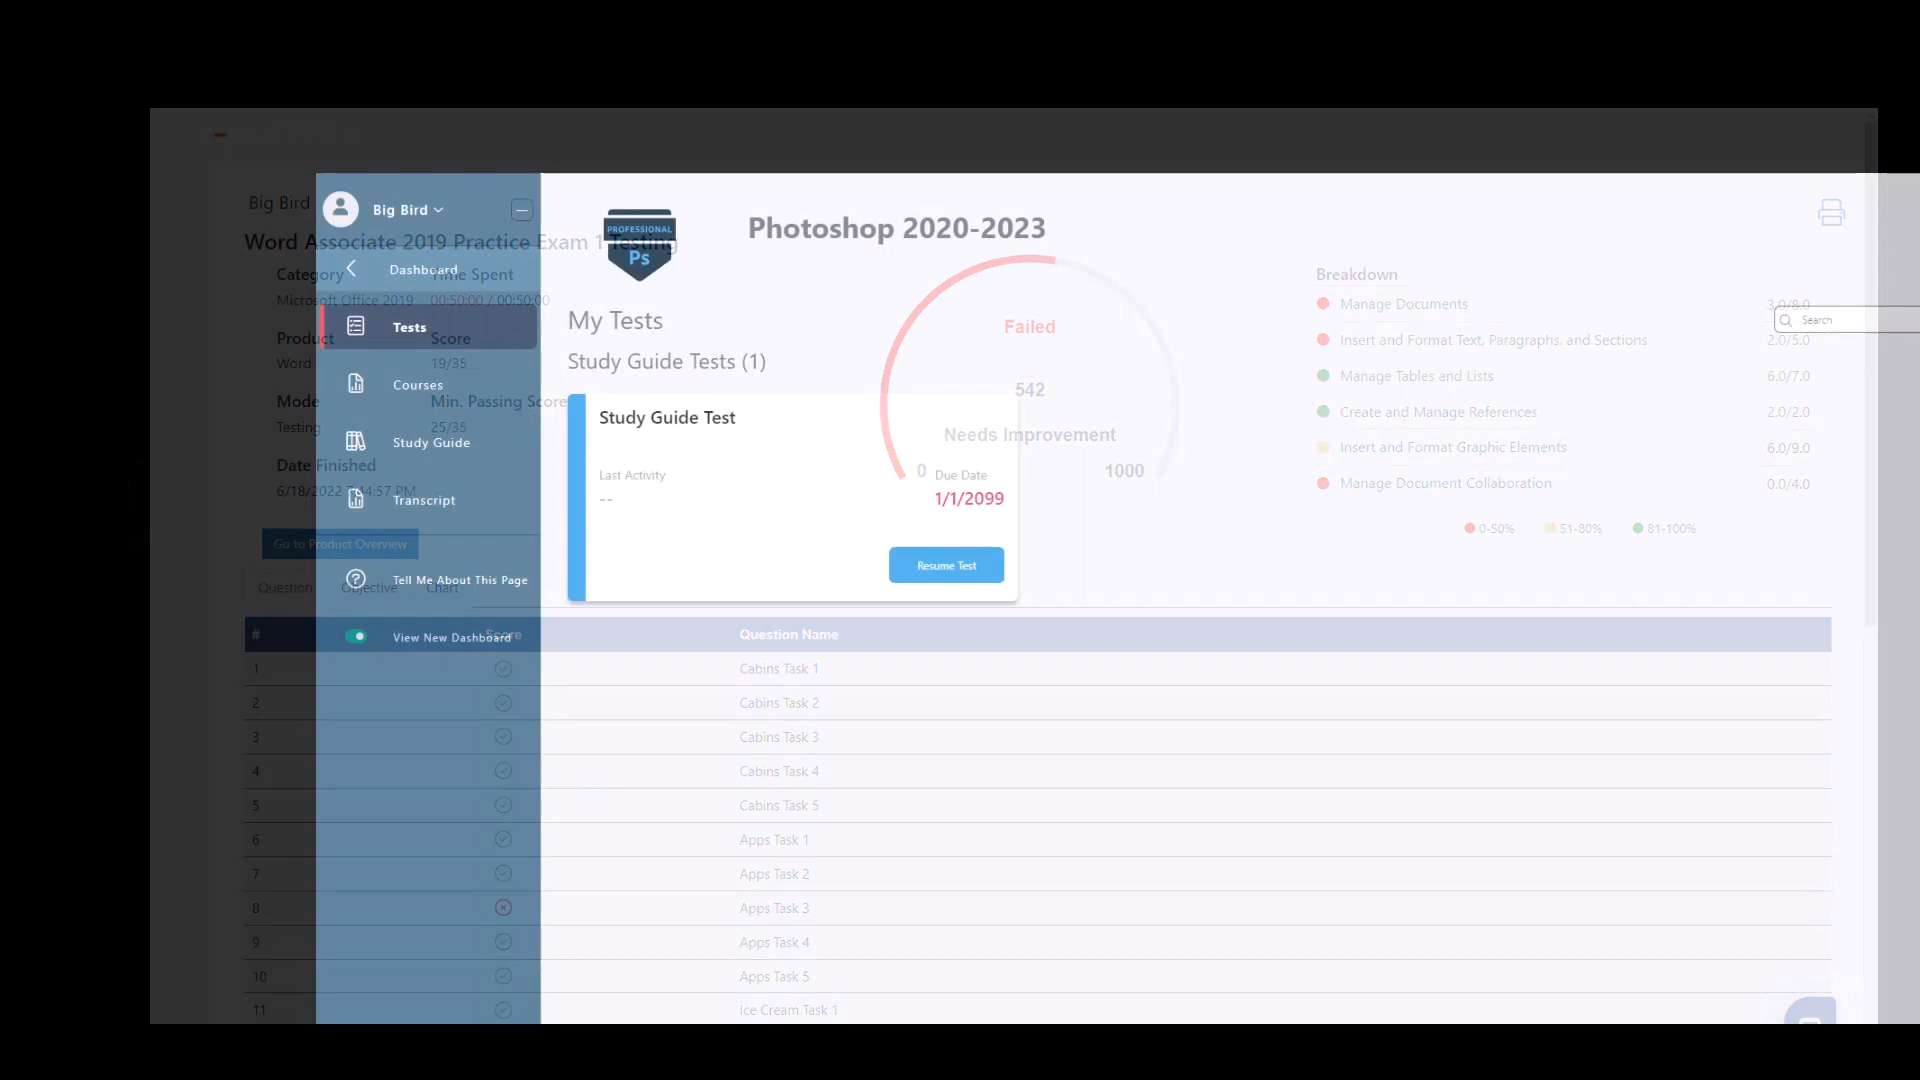 Big Bird
Word Associate 2019 Practice Exam 1 Testing
Category
Time Spent
Microsoft Office 2019
00:50:00 / 00:50:00
Product
Score
Word
19/35
Mode
Min. Passing Score
Testing
25/35
Date Finished
6/18/2022 7:44:57 PM
Go to Product Overview
Question
Objective
Chart
Big Bird
Dashboard
Tests
Courses
Study Guide
Transcript
Tell Me About This Page
View New Dashboard
PROFESSIONAL
Ps
Photoshop 2020-2023
My Tests
Study Guide Tests (1)
Study Guide Test
Last Activity
--
Due Date
1/1/2099
Resume Test
Search
Failed
542
Needs Improvement
0
1000
Breakdown
Manage Documents 3.0/8.0
Insert and Format Text, Paragraphs, and Sections 2.0/5.0
Manage Tables and Lists 6.0/7.0
Create and Manage References 2.0/2.0
Insert and Format Graphic Elements 6.0/9.0
Manage Document Collaboration 0.0/4.0
0-50% 51-80% 81-100%
# Score Question Name
1 Cabins Task 1
2 Cabins Task 2
3 Cabins Task 3
4 Cabins Task 4
5 Cabins Task 5
6 Apps Task 1
7 Apps Task 2
8 Apps Task 3
9 Apps Task 4
10 Apps Task 5
11 Ice Cream Task 1